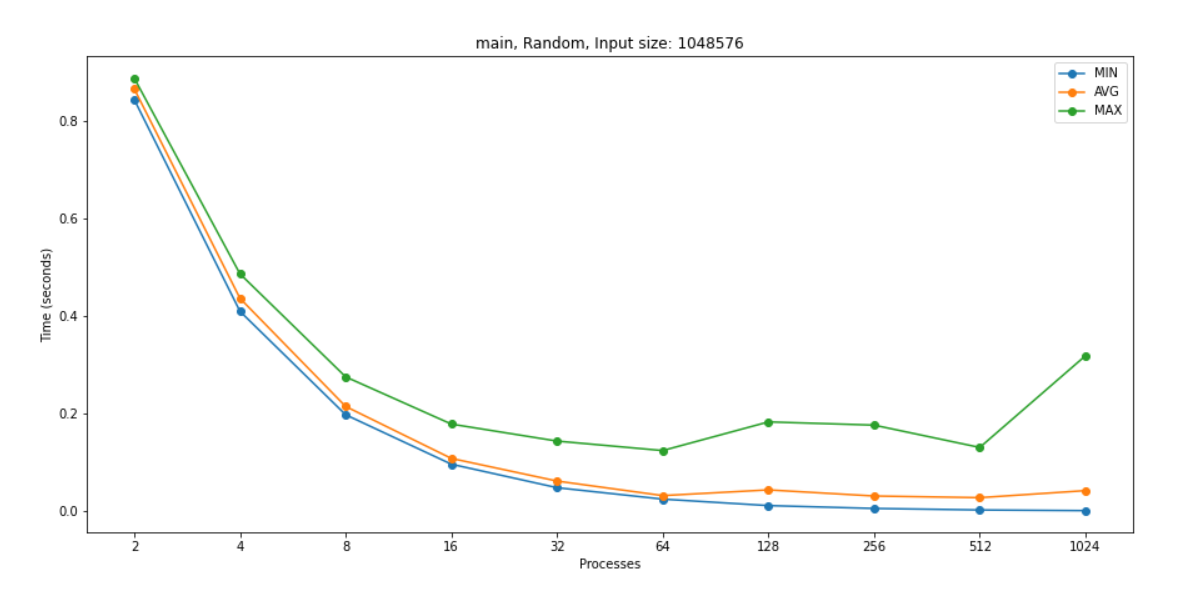 main, Random, Input size: 1048576
MIN
AVG
MAX
Time (seconds)
0.8
0.6
0.4
0.2
0.0
2 4 8 16 32 64 128 256 512 1024
Processes